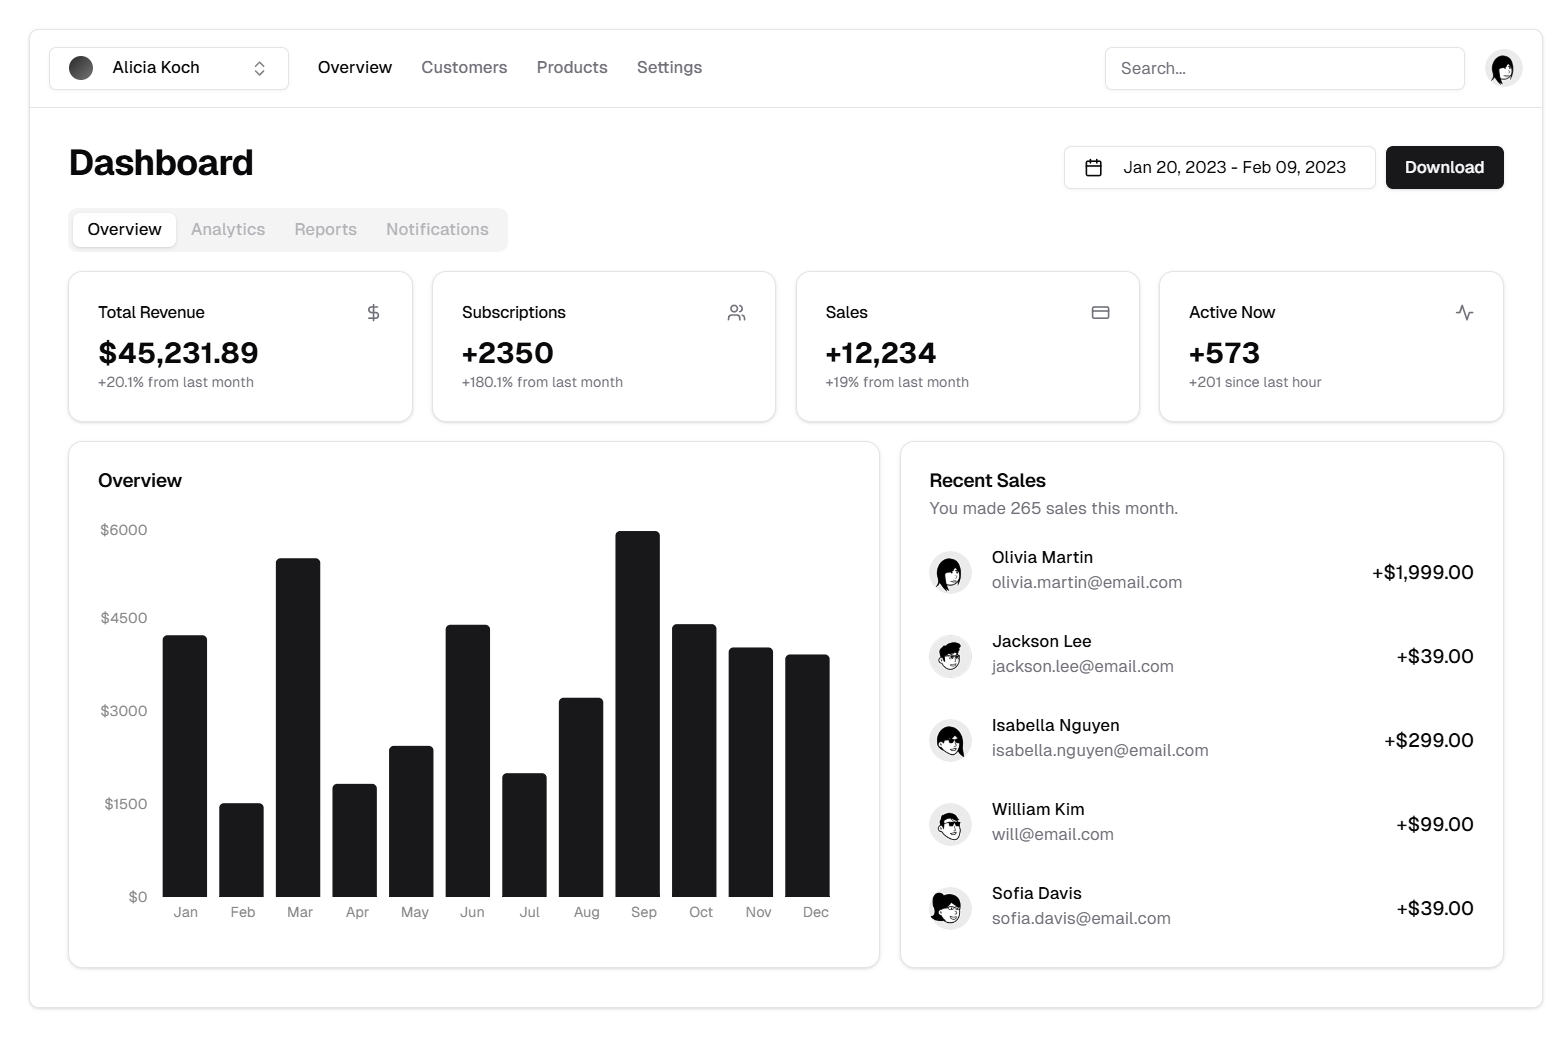 Alicia Koch
Overview Customers Products Settings
Search...
Dashboard
Jan 20, 2023 - Feb 09, 2023
Download
Overview Analytics Reports Notifications
Total Revenue
$45,231.89
+20.1% from last month
Subscriptions
+2350
+180.1% from last month
Sales
+12,234
+19% from last month
Active Now
+573
+201 since last hour
Overview
$6000
$4500
$3000
$1500
$0
Jan Feb Mar Apr May Jun Jul Aug Sep Oct Nov Dec
Recent Sales
You made 265 sales this month.
Olivia Martin
olivia.martin@email.com
+$1,999.00
Jackson Lee
jackson.lee@email.com
+$39.00
Isabella Nguyen
isabella.nguyen@email.com
+$299.00
William Kim
will@email.com
+$99.00
Sofia Davis
sofia.davis@email.com
+$39.00